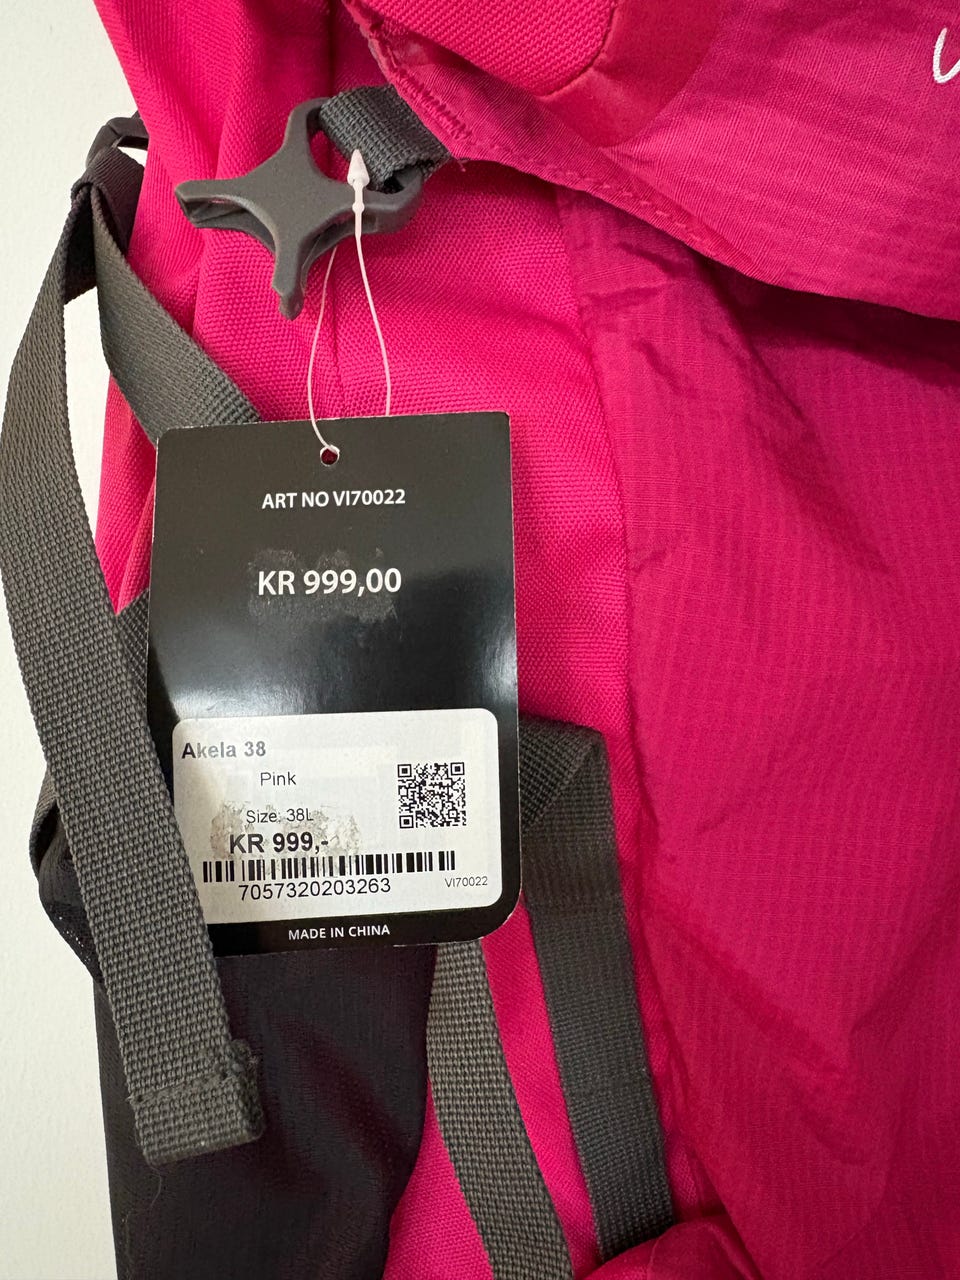 ART NO VI70022
KR 999,00
Akela 38
Pink
Size: 38L
KR 999,-
7057320203263
VI70022
MADE IN CHINA